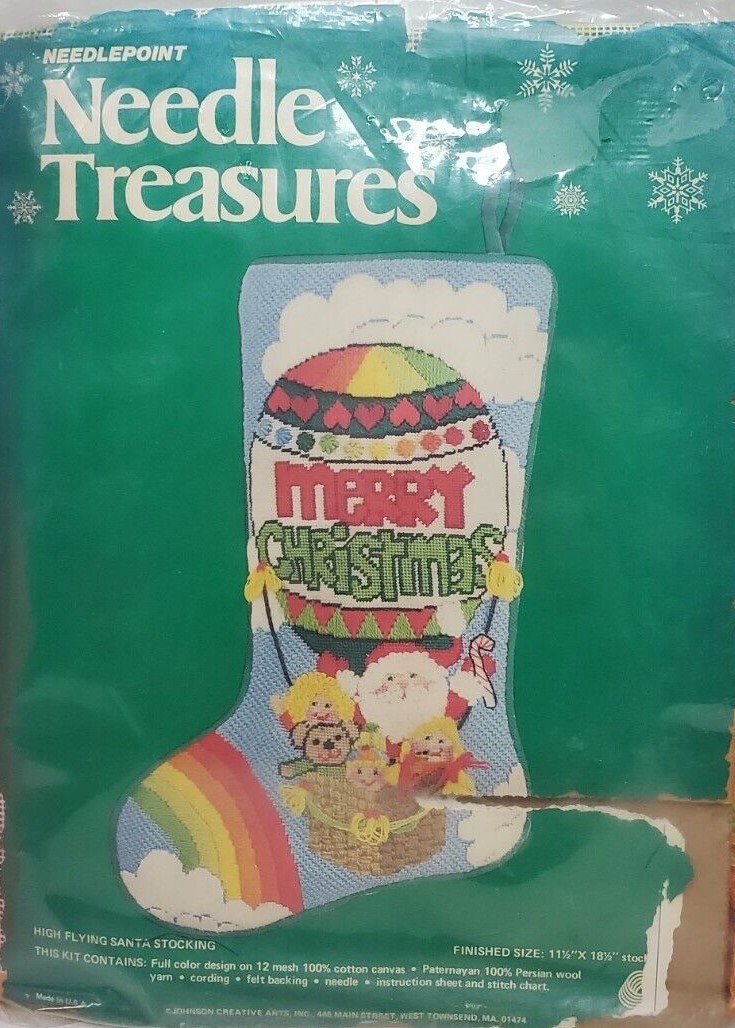 NEEDLEPOINT
Needle
Treasures
MERRY
CHRiSTMAS
HIGH FLYING SANTA STOCKING
FINISHED SIZE: 11½"X 18½" stoc
THIS KIT CONTAINS: Full color design on 12 mesh 100% cotton canvas • Paternayan 100% Persian wool
yarn • cording • felt backing • needle • instruction sheet and stitch chart.
Made in U.S.A.
©JOHNSON CREATIVE ARTS, INC., 445 MAIN STREET, WEST TOWNSEND, MA. 01474